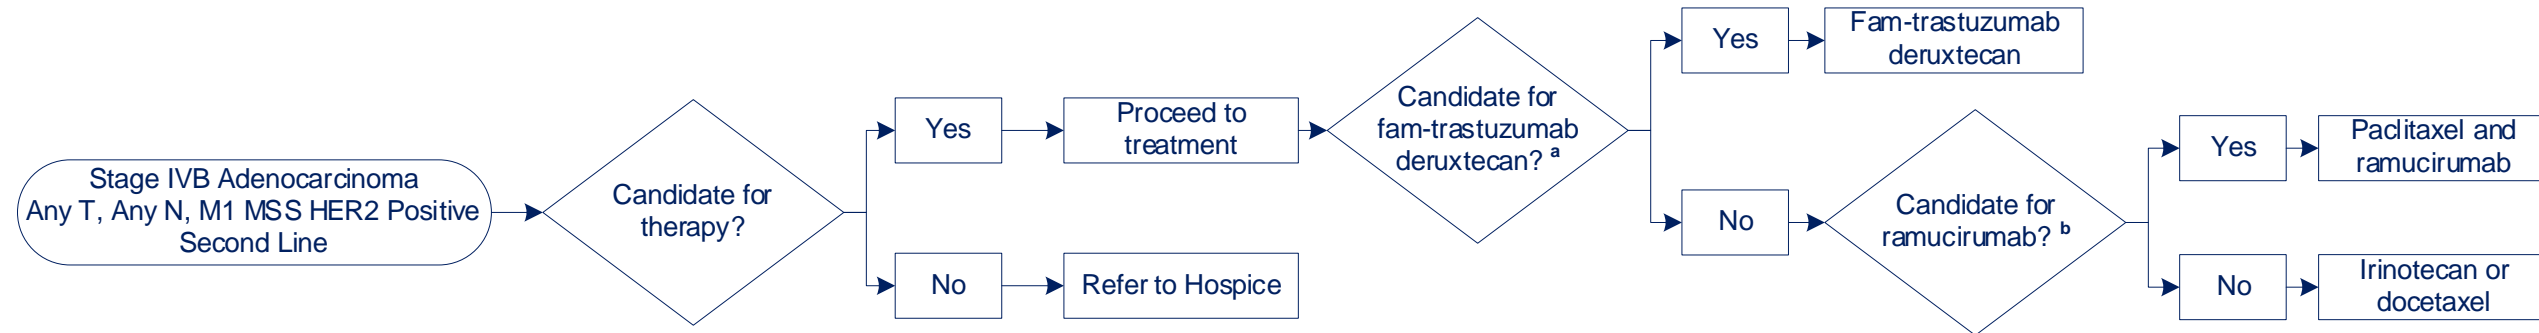 Stage IVB Adenocarcinoma
Any T, Any N, M1 MSS HER2 Positive
Second Line
Candidate for
therapy?
Yes
Proceed to
treatment
No
Refer to Hospice
Candidate for
fam-trastuzumab
deruxtecan? a
Yes
Fam-trastuzumab
deruxtecan
No
Candidate for
ramucirumab? b
Yes
Paclitaxel and
ramucirumab
No
Irinotecan or
docetaxel